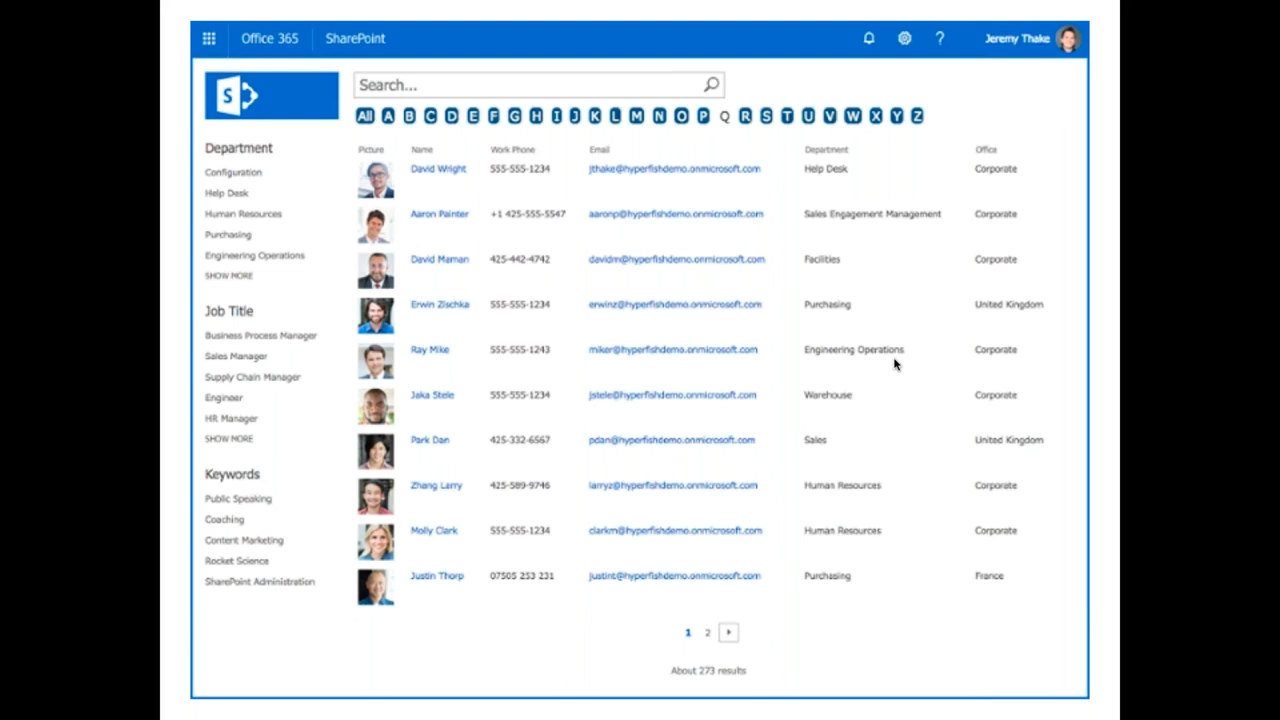 Office 365 SharePoint ? Jeremy Thake
S
Search...
All A B C D E F G H I J K L M N O P Q R S T U V W X Y Z
Department
Configuration
Help Desk
Human Resources
Purchasing
Engineering Operations
SHOW MORE
Job Title
Business Process Manager
Sales Manager
Supply Chain Manager
Engineer
HR Manager
SHOW MORE
Keywords
Public Speaking
Coaching
Content Marketing
Rocket Science
SharePoint Administration
Picture Name Work Phone Email Department Office
David Wright 555-555-1234 jthake@hyperfishdemo.onmicrosoft.com Help Desk Corporate
Aaron Painter +1 425-555-5547 aaronp@hyperfishdemo.onmicrosoft.com Sales Engagement Management Corporate
David Maman 425-442-4742 davidm@hyperfishdemo.onmicrosoft.com Facilities Corporate
Erwin Zischka 555-555-1234 erwinz@hyperfishdemo.onmicrosoft.com Purchasing United Kingdom
Ray Mike 555-555-1243 miker@hyperfishdemo.onmicrosoft.com Engineering Operations Corporate
Jaka Stele 555-555-1234 jstele@hyperfishdemo.onmicrosoft.com Warehouse Corporate
Park Dan 425-332-6567 pdan@hyperfishdemo.onmicrosoft.com Sales United Kingdom
Zhang Larry 425-589-9746 larryz@hyperfishdemo.onmicrosoft.com Human Resources Corporate
Molly Clark 555-555-1234 clarkm@hyperfishdemo.onmicrosoft.com Human Resources Corporate
Justin Thorp 07505 253 231 justint@hyperfishdemo.onmicrosoft.com Purchasing France
1 2
About 273 results